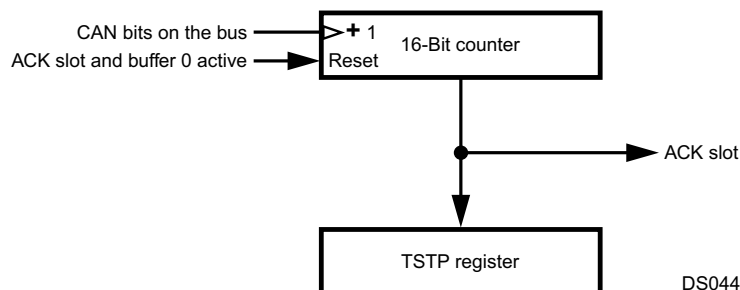 CAN bits on the bus
+ 1
16-Bit counter
ACK slot and buffer 0 active
Reset
ACK slot
TSTP register
DS044